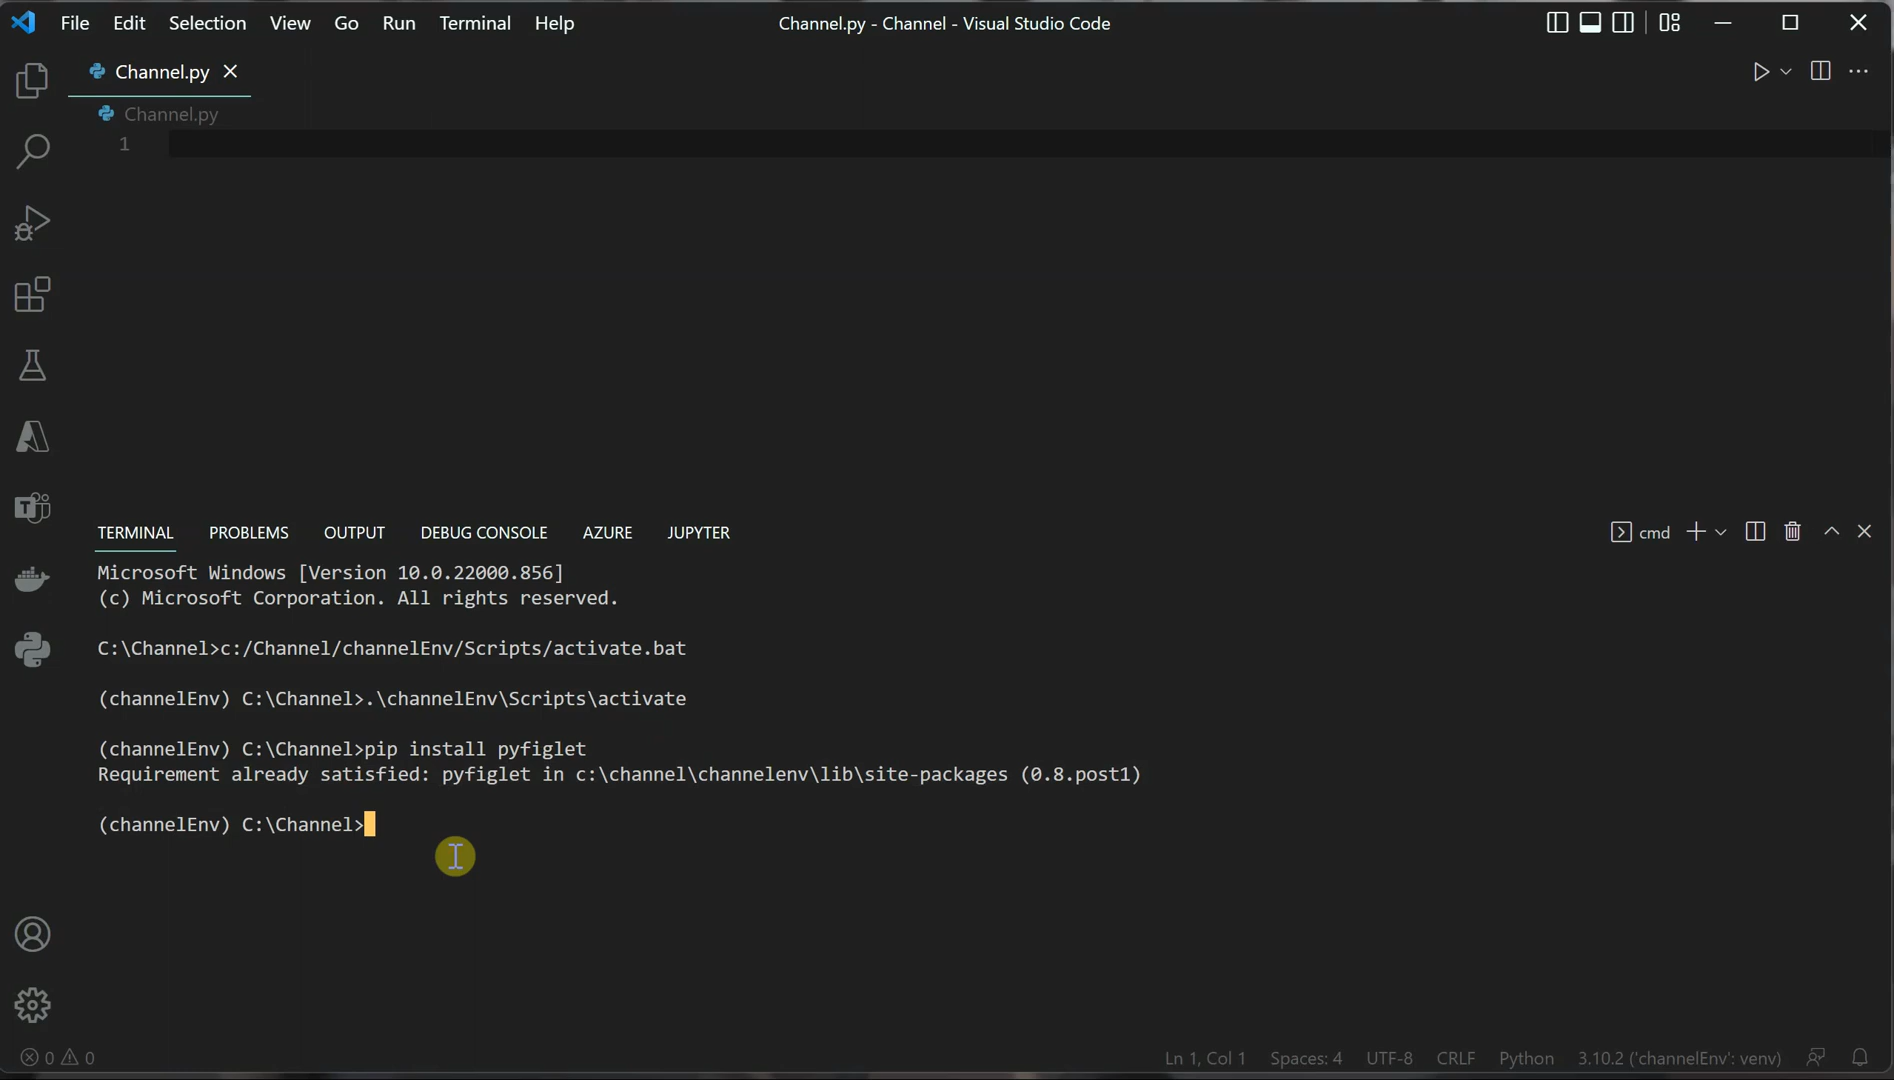 File Edit Selection View Go Run Terminal Help Channel.py - Channel - Visual Studio Code
Channel.py
Channel.py
1
TERMINAL PROBLEMS OUTPUT DEBUG CONSOLE AZURE JUPYTER cmd
Microsoft Windows [Version 10.0.22000.856]
(c) Microsoft Corporation. All rights reserved.
C:\Channel>c:/Channel/channelEnv/Scripts/activate.bat
(channelEnv) C:\Channel>.\channelEnv\Scripts\activate
(channelEnv) C:\Channel>pip install pyfiglet
Requirement already satisfied: pyfiglet in c:\channel\channelenv\lib\site-packages (0.8.post1)
(channelEnv) C:\Channel>
0 0 Ln 1, Col 1 Spaces: 4 UTF-8 CRLF Python 3.10.2 ('channelEnv': venv)